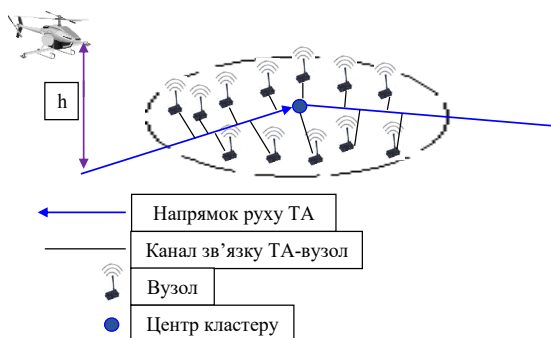 h
Напрямок руху ТА
Канал зв’язку ТА-вузол
Вузол
Центр кластеру